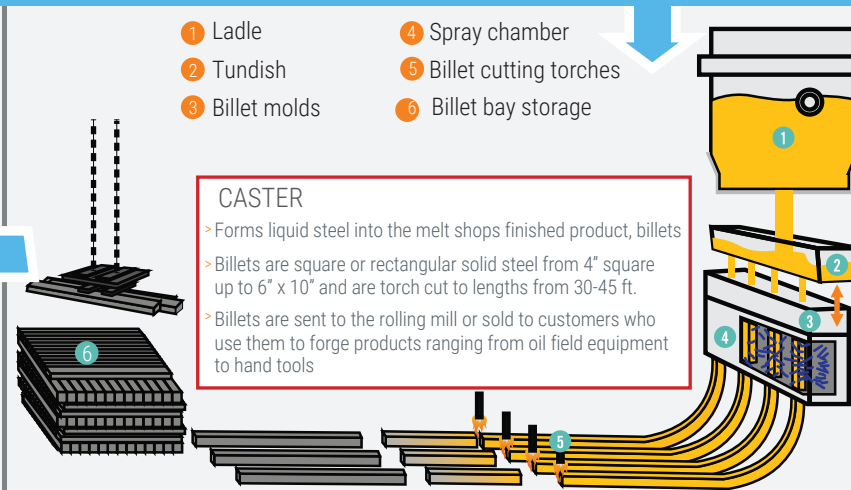 1 Ladle
2 Tundish
3 Billet molds
4 Spray chamber
5 Billet cutting torches
6 Billet bay storage
CASTER
> Forms liquid steel into the melt shops finished product, billets
> Billets are square or rectangular solid steel from 4” square
up to 6” x 10” and are torch cut to lengths from 30-45 ft.
> Billets are sent to the rolling mill or sold to customers who
use them to forge products ranging from oil field equipment
to hand tools
1
2
3
4
5
6